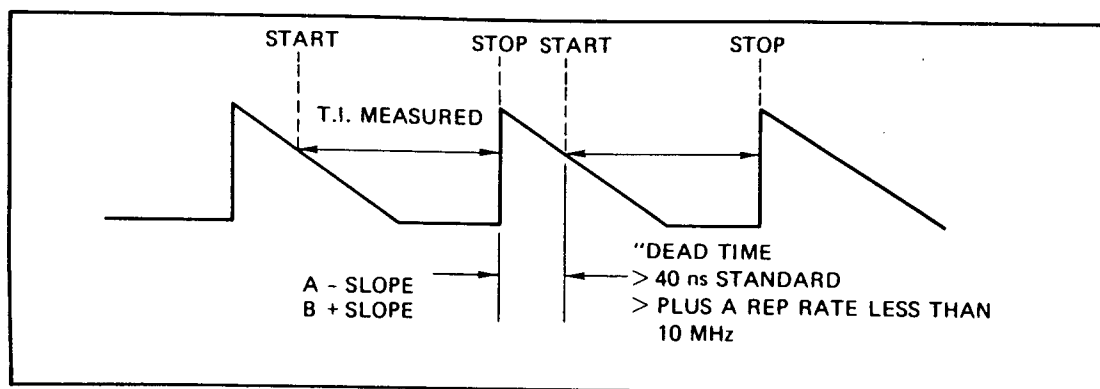 START STOP START STOP
T.I. MEASURED
A - SLOPE
B + SLOPE
"DEAD TIME
> 40 ns STANDARD
> PLUS A REP RATE LESS THAN
10 MHz